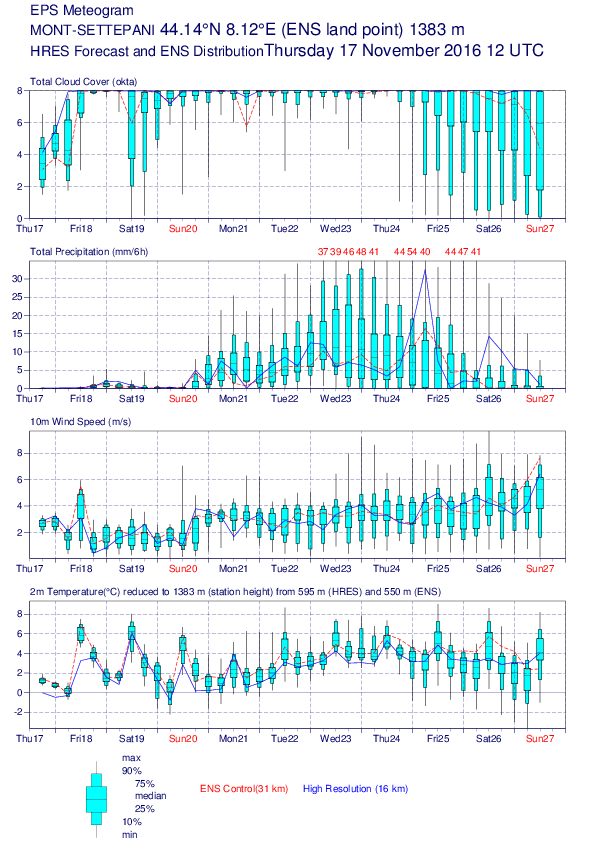 EPS Meteogram
MONT-SETTEPANI 44.14°N 8.12°E (ENS land point) 1383 m
HRES Forecast and ENS Distribution Thursday 17 November 2016 12 UTC
Total Cloud Cover (okta)
8
6
4
2
0
Thu17 Fri18 Sat19 Sun20 Mon21 Tue22 Wed23 Thu24 Fri25 Sat26 Sun27
Total Precipitation (mm/6h) 37 39 46 48 41 44 54 40 44 47 41
30
25
20
15
10
5
0
Thu17 Fri18 Sat19 Sun20 Mon21 Tue22 Wed23 Thu24 Fri25 Sat26 Sun27
10m Wind Speed (m/s)
8
6
4
2
Thu17 Fri18 Sat19 Sun20 Mon21 Tue22 Wed23 Thu24 Fri25 Sat26 Sun27
2m Temperature(°C) reduced to 1383 m (station height) from 595 m (HRES) and 550 m (ENS)
8
6
4
2
0
-2
Thu17 Fri18 Sat19 Sun20 Mon21 Tue22 Wed23 Thu24 Fri25 Sat26 Sun27
max
90%
75%
median
25%
10%
min
ENS Control(31 km) High Resolution (16 km)